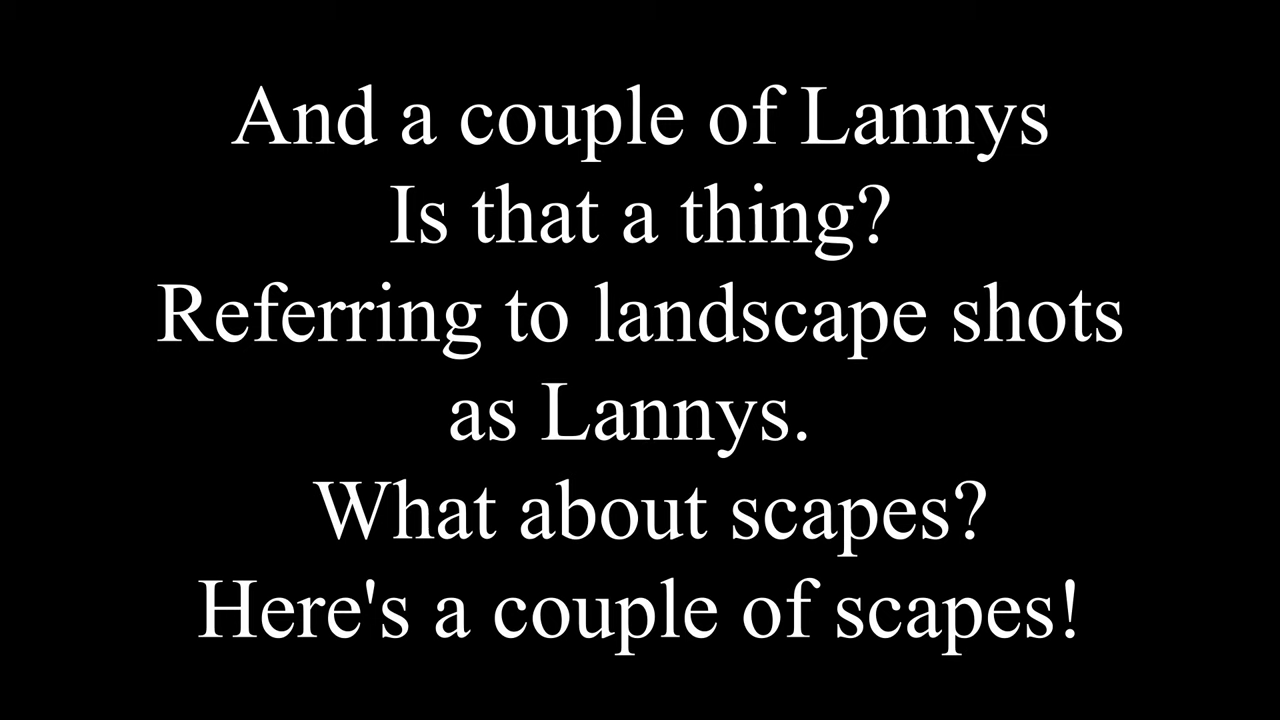 And a couple of Lannys
Is that a thing?
Referring to landscape shots
as Lannys.
What about scapes?
Here's a couple of scapes!